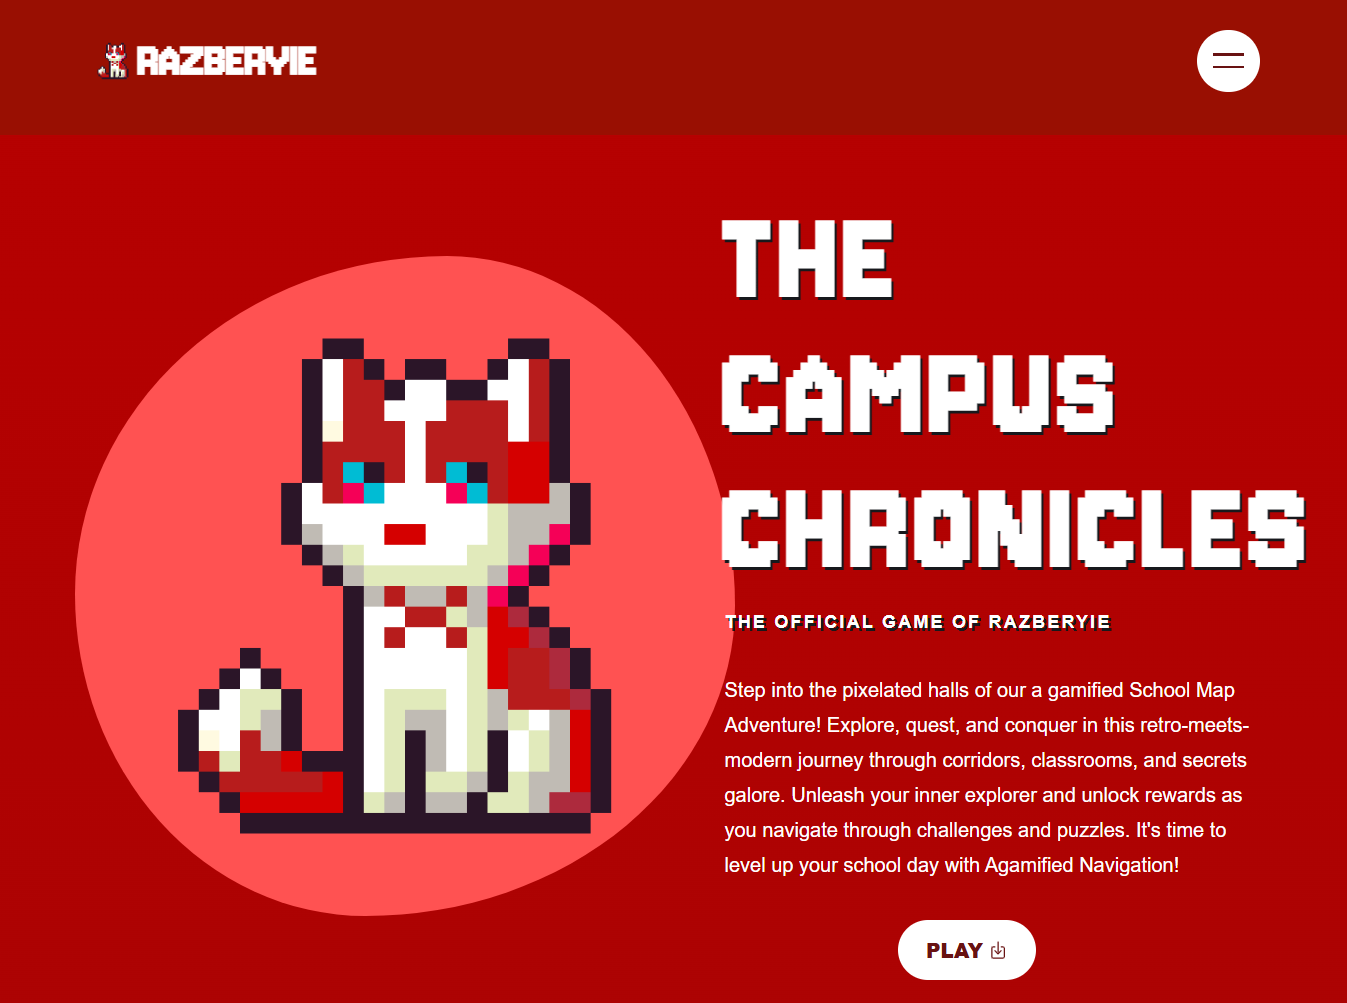 RAZBERYIE
THE
CAMPUS
CHRONICLES
THE OFFICIAL GAME OF RAZBERYIE
Step into the pixelated halls of our a gamified School Map
Adventure! Explore, quest, and conquer in this retro-meets-
modern journey through corridors, classrooms, and secrets
galore. Unleash your inner explorer and unlock rewards as
you navigate through challenges and puzzles. It's time to
level up your school day with Agamified Navigation!
PLAY